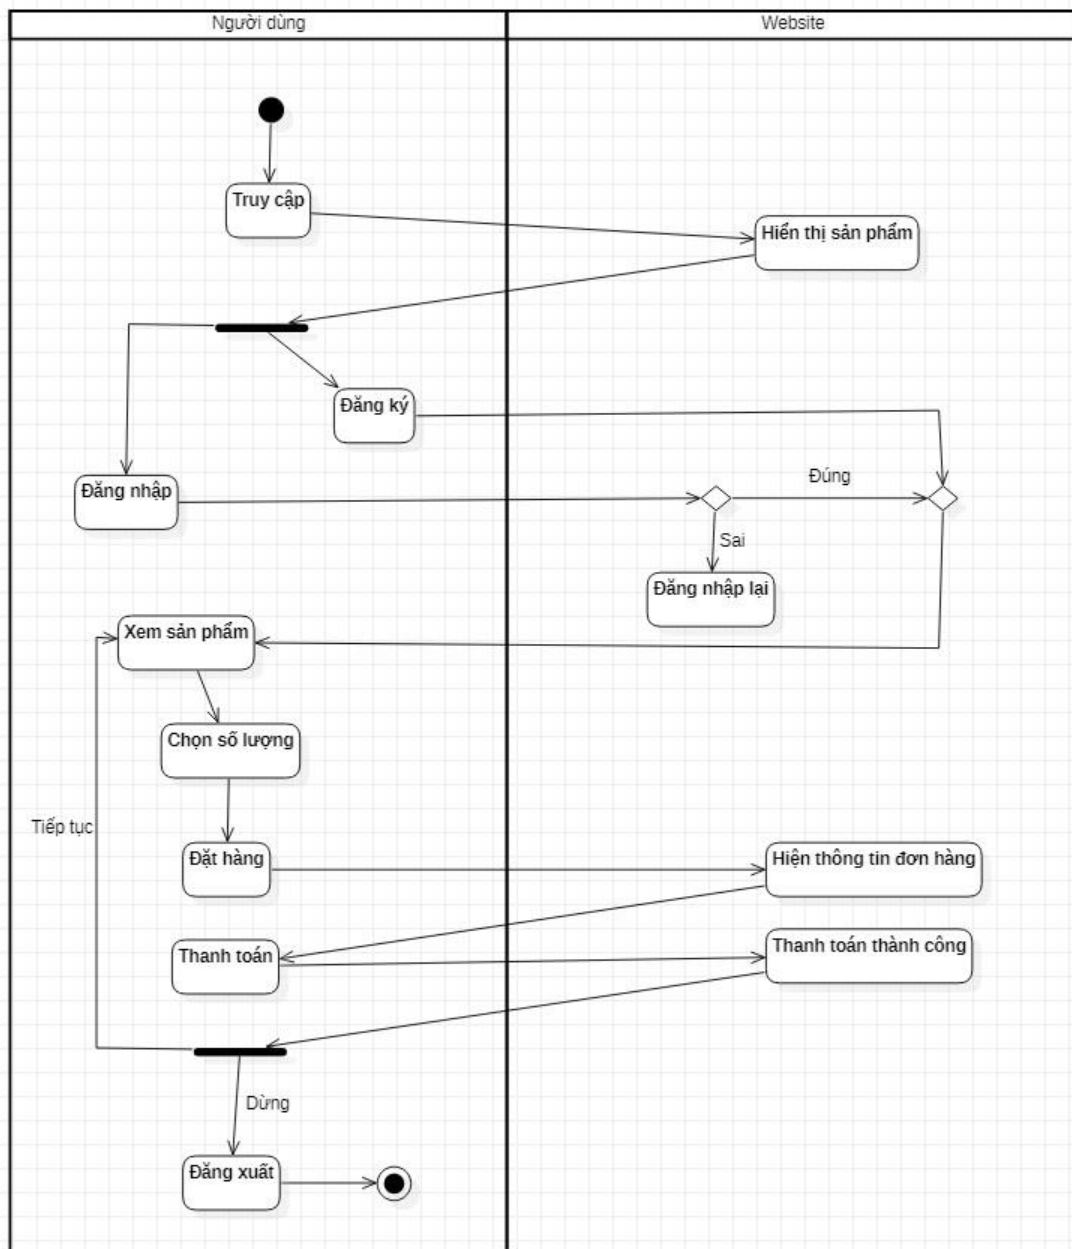 Người dùng
Website
Truy cập
Hiển thị sản phẩm
Đăng ký
Đăng nhập
Đúng
Sai
Đăng nhập lại
Xem sản phẩm
Chọn số lượng
Tiếp tục
Đặt hàng
Hiện thông tin đơn hàng
Thanh toán
Thanh toán thành công
Dừng
Đăng xuất